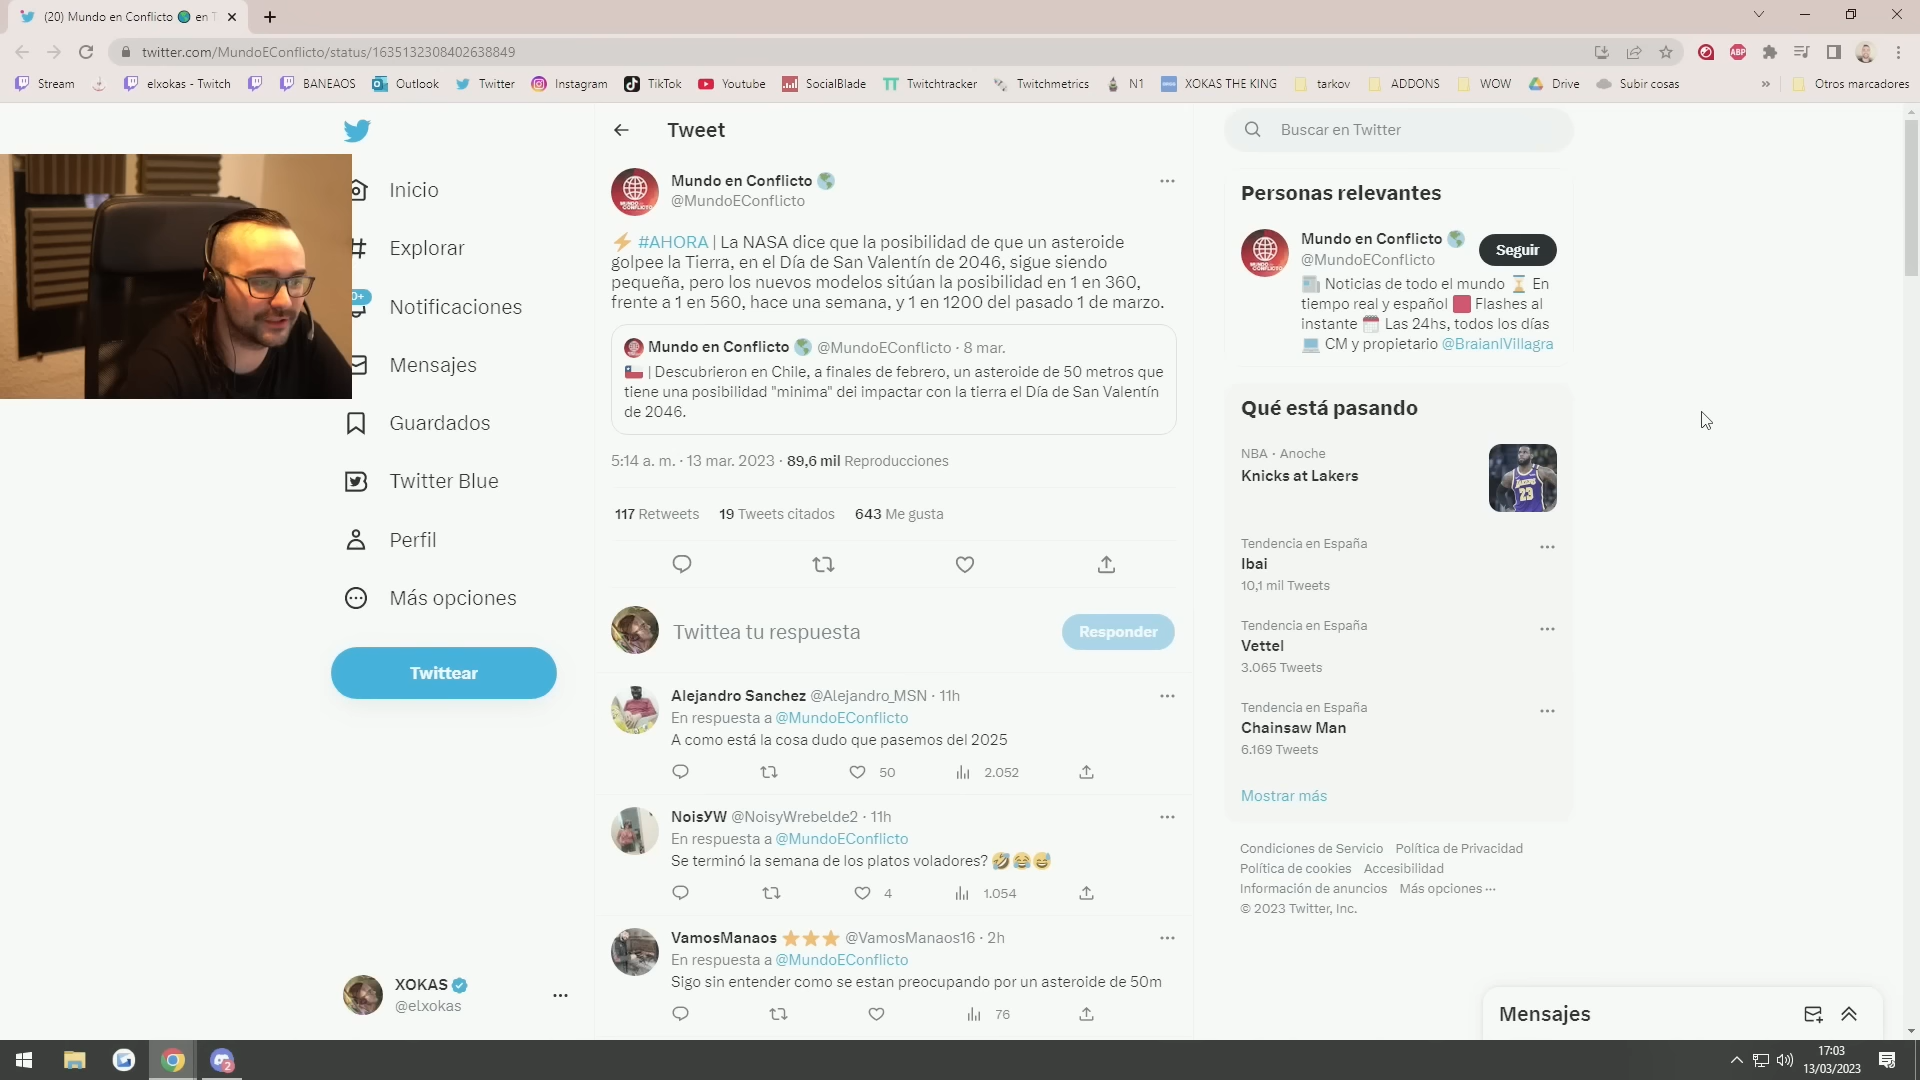 (20) Mundo en Conflicto 🌎 en T
twitter.com/MundoEConflicto/status/1635132308402638849
Stream
elxokas - Twitch
BANEAOS
Outlook
Twitter
Instagram
TikTok
Youtube
SocialBlade
Twitchtracker
Twitchmetrics
N1
XOKAS THE KING
tarkov
ADDONS
WOW
Drive
Subir cosas
»
Otros marcadores
ABP
Inicio
Explorar
Notificaciones
Mensajes
Guardados
Twitter Blue
Perfil
Más opciones
Twittear
XOKAS
@elxokas
Tweet
Mundo en Conflicto 🌎
@MundoEConflicto
⚡ #AHORA | La NASA dice que la posibilidad de que un asteroide
golpee la Tierra, en el Día de San Valentín de 2046, sigue siendo
pequeña, pero los nuevos modelos sitúan la posibilidad en 1 en 360,
frente a 1 en 560, hace una semana, y 1 en 1200 del pasado 1 de marzo.
Mundo en Conflicto 🌎 @MundoEConflicto · 8 mar.
🇨🇱 | Descubrieron en Chile, a finales de febrero, un asteroide de 50 metros que
tiene una posibilidad "minima" del impactar con la tierra el Día de San Valentín
de 2046.
5:14 a. m. · 13 mar. 2023 · 89,6 mil Reproducciones
117 Retweets 19 Tweets citados 643 Me gusta
Twittea tu respuesta
Responder
Alejandro Sanchez @Alejandro_MSN · 11h
En respuesta a @MundoEConflicto
A como está la cosa dudo que pasemos del 2025
50 2.052
NoisYW @NoisyWrebelde2 · 11h
En respuesta a @MundoEConflicto
Se terminó la semana de los platos voladores? 🤣😂😅
4 1.054
VamosManaos ⭐⭐⭐ @VamosManaos16 · 2h
En respuesta a @MundoEConflicto
Sigo sin entender como se estan preocupando por un asteroide de 50m
76
Buscar en Twitter
Personas relevantes
Mundo en Conflicto 🌎
@MundoEConflicto
Seguir
📰 Noticias de todo el mundo ⏳ En
tiempo real y español 🟥 Flashes al
instante 📅 Las 24hs, todos los días
💻 CM y propietario @BraianIVillagra
Qué está pasando
NBA · Anoche
Knicks at Lakers
LAKERS
23
Tendencia en España
Ibai
10,1 mil Tweets
Tendencia en España
Vettel
3.065 Tweets
Tendencia en España
Chainsaw Man
6.169 Tweets
Mostrar más
Condiciones de Servicio Política de Privacidad
Política de cookies Accesibilidad
Información de anuncios Más opciones ···
© 2023 Twitter, Inc.
Mensajes
2
17:03
13/03/2023